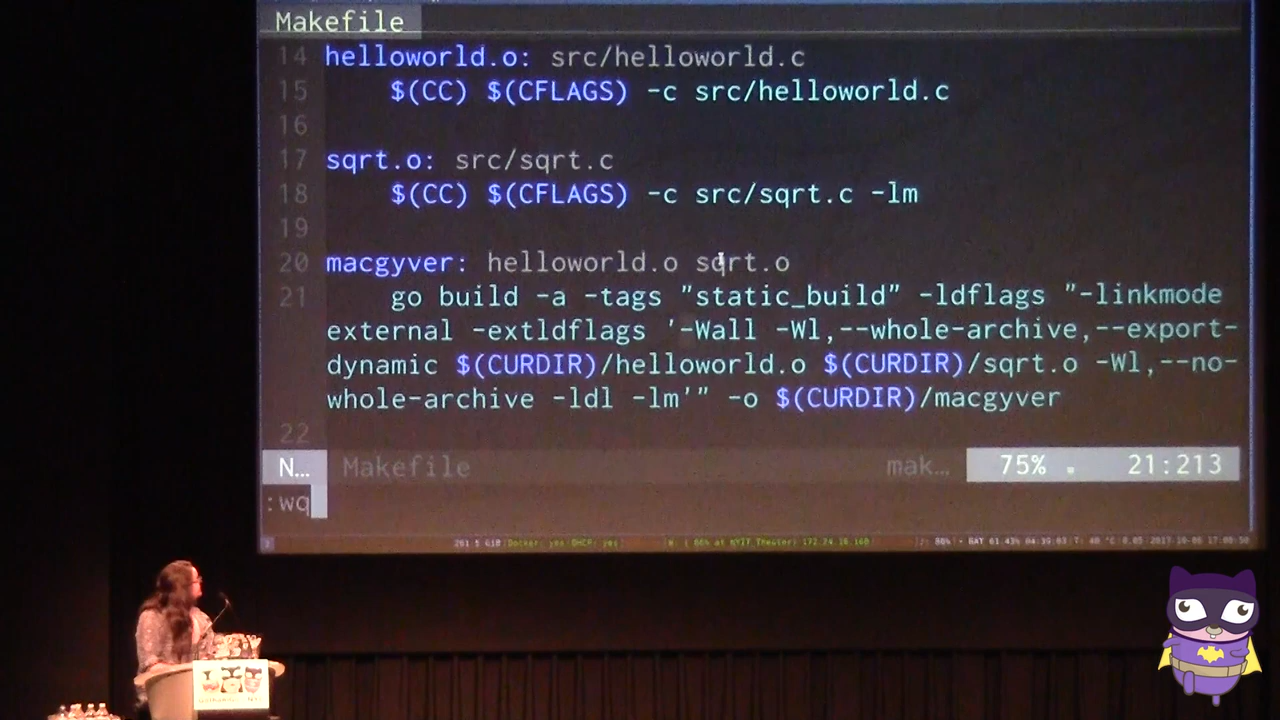 Makefile
14 helloworld.o: src/helloworld.c
15 $(CC) $(CFLAGS) -c src/helloworld.c
16
17 sqrt.o: src/sqrt.c
18 $(CC) $(CFLAGS) -c src/sqrt.c -lm
19
20 macgyver: helloworld.o sqrt.o
21 go build -a -tags "static_build" -ldflags "-linkmode
external -extldflags '-Wall -Wl,--whole-archive,--export-
dynamic $(CURDIR)/helloworld.o $(CURDIR)/sqrt.o -Wl,--no-
whole-archive -ldl -lm'" -o $(CURDIR)/macgyver
22
N… Makefile mak… 75% 21:213
:wq